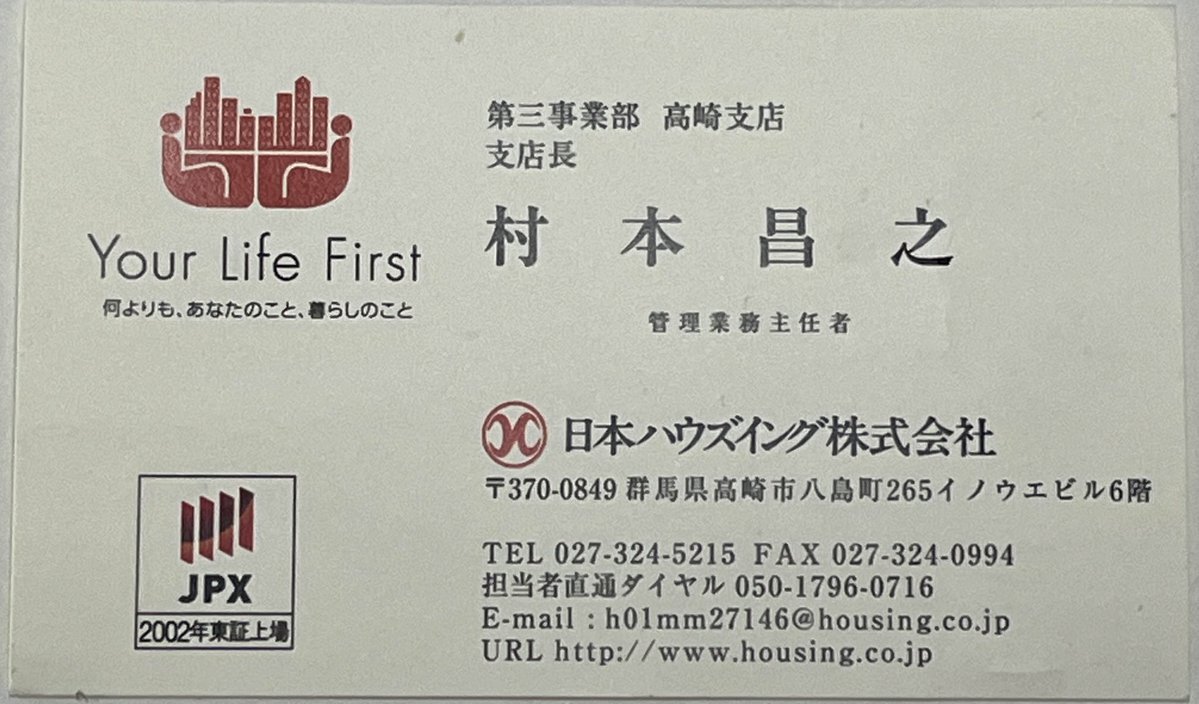 Your Life First
何よりも、あなたのこと、暮らしのこと
第三事業部 高崎支店
支店長
村本昌之
管理業務主任者
日本ハウズイング株式会社
〒370-0849 群馬県高崎市八島町265イノウエビル6階
TEL 027-324-5215 FAX 027-324-0994
担当者直通ダイヤル 050-1796-0716
E-mail : h01mm27146@housing.co.jp
URL http://www.housing.co.jp
JPX
2002年東証上場